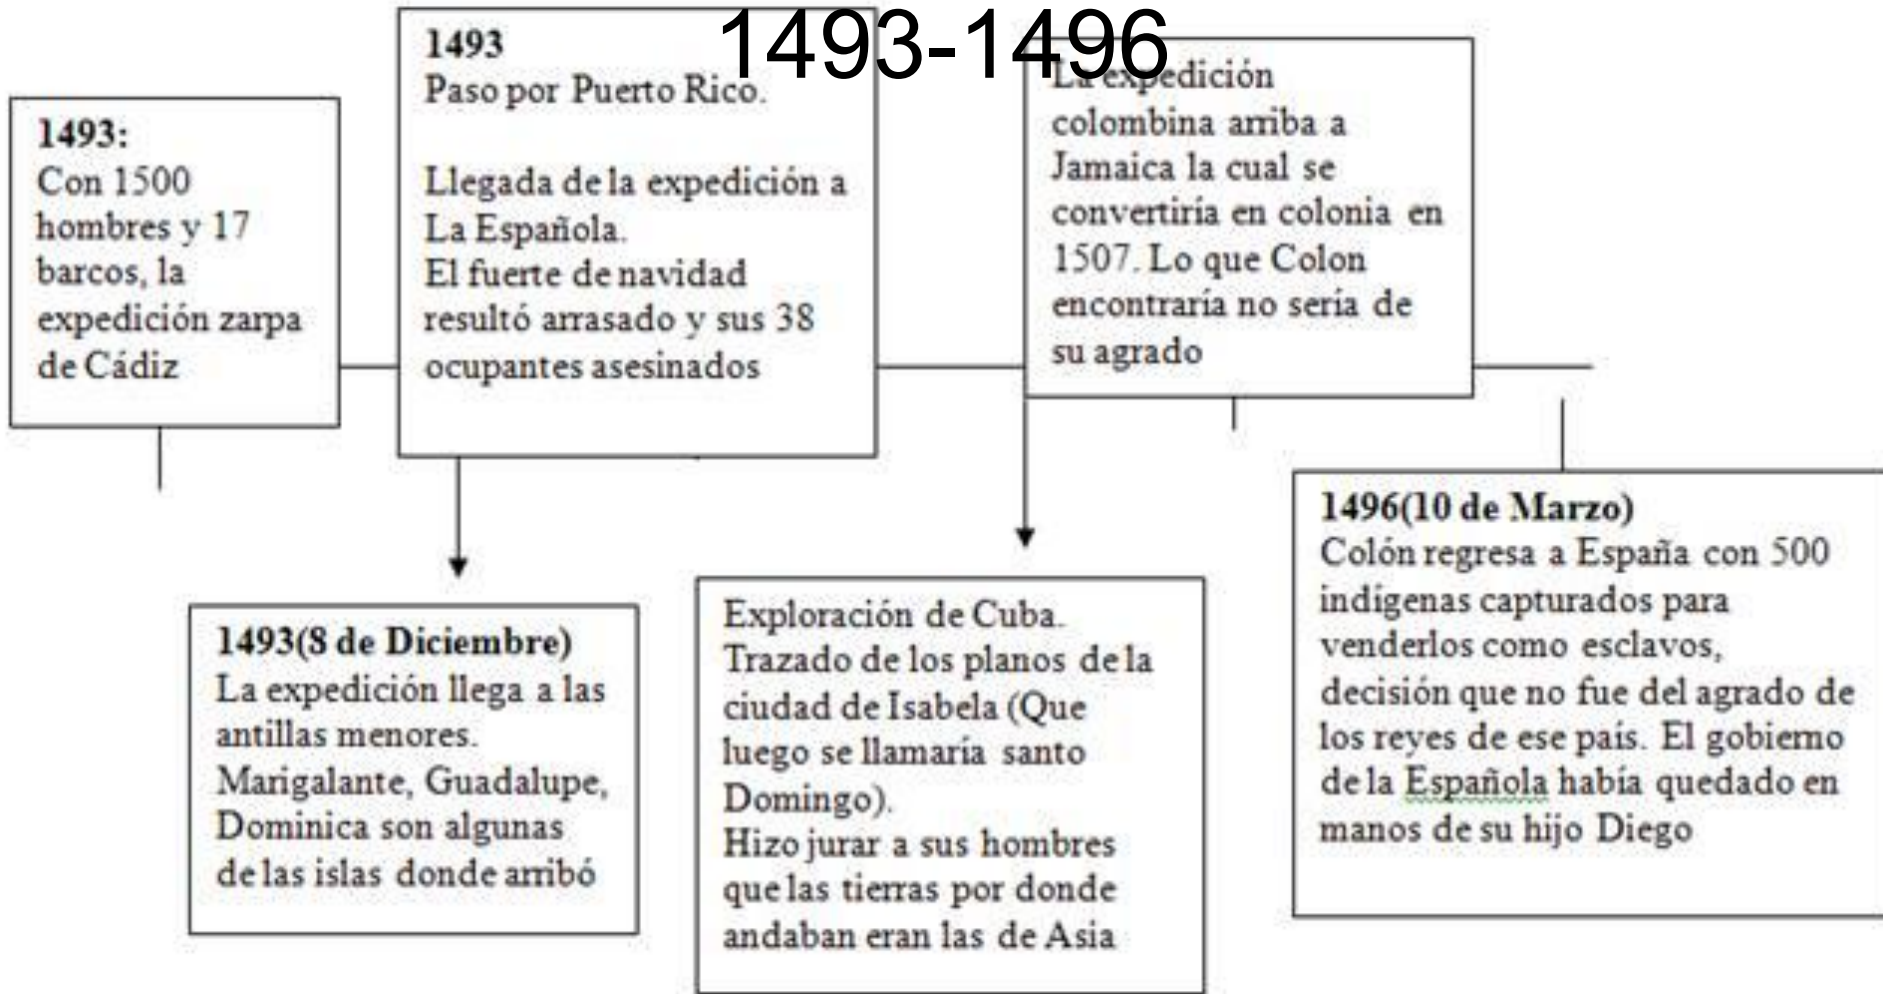 1493-1496
1493:
Con 1500
hombres y 17
barcos, la
expedición zarpa
de Cádiz
1493
Paso por Puerto Rico.
Llegada de la expedición a
La Española.
El fuerte de navidad
resultó arrasado y sus 38
ocupantes asesinados
La expedición
colombina arriba a
Jamaica la cual se
convertiría en colonia en
1507. Lo que Colon
encontraría no sería de
su agrado
1493(8 de Diciembre)
La expedición llega a las
antillas menores.
Marigalante, Guadalupe,
Dominica son algunas
de las islas donde arribó
Exploración de Cuba.
Trazado de los planos de la
ciudad de Isabela (Que
luego se llamaría santo
Domingo).
Hizo jurar a sus hombres
que las tierras por donde
andaban eran las de Asia
1496(10 de Marzo)
Colón regresa a España con 500
indígenas capturados para
venderlos como esclavos,
decisión que no fue del agrado de
los reyes de ese país. El gobierno
de la Española había quedado en
manos de su hijo Diego